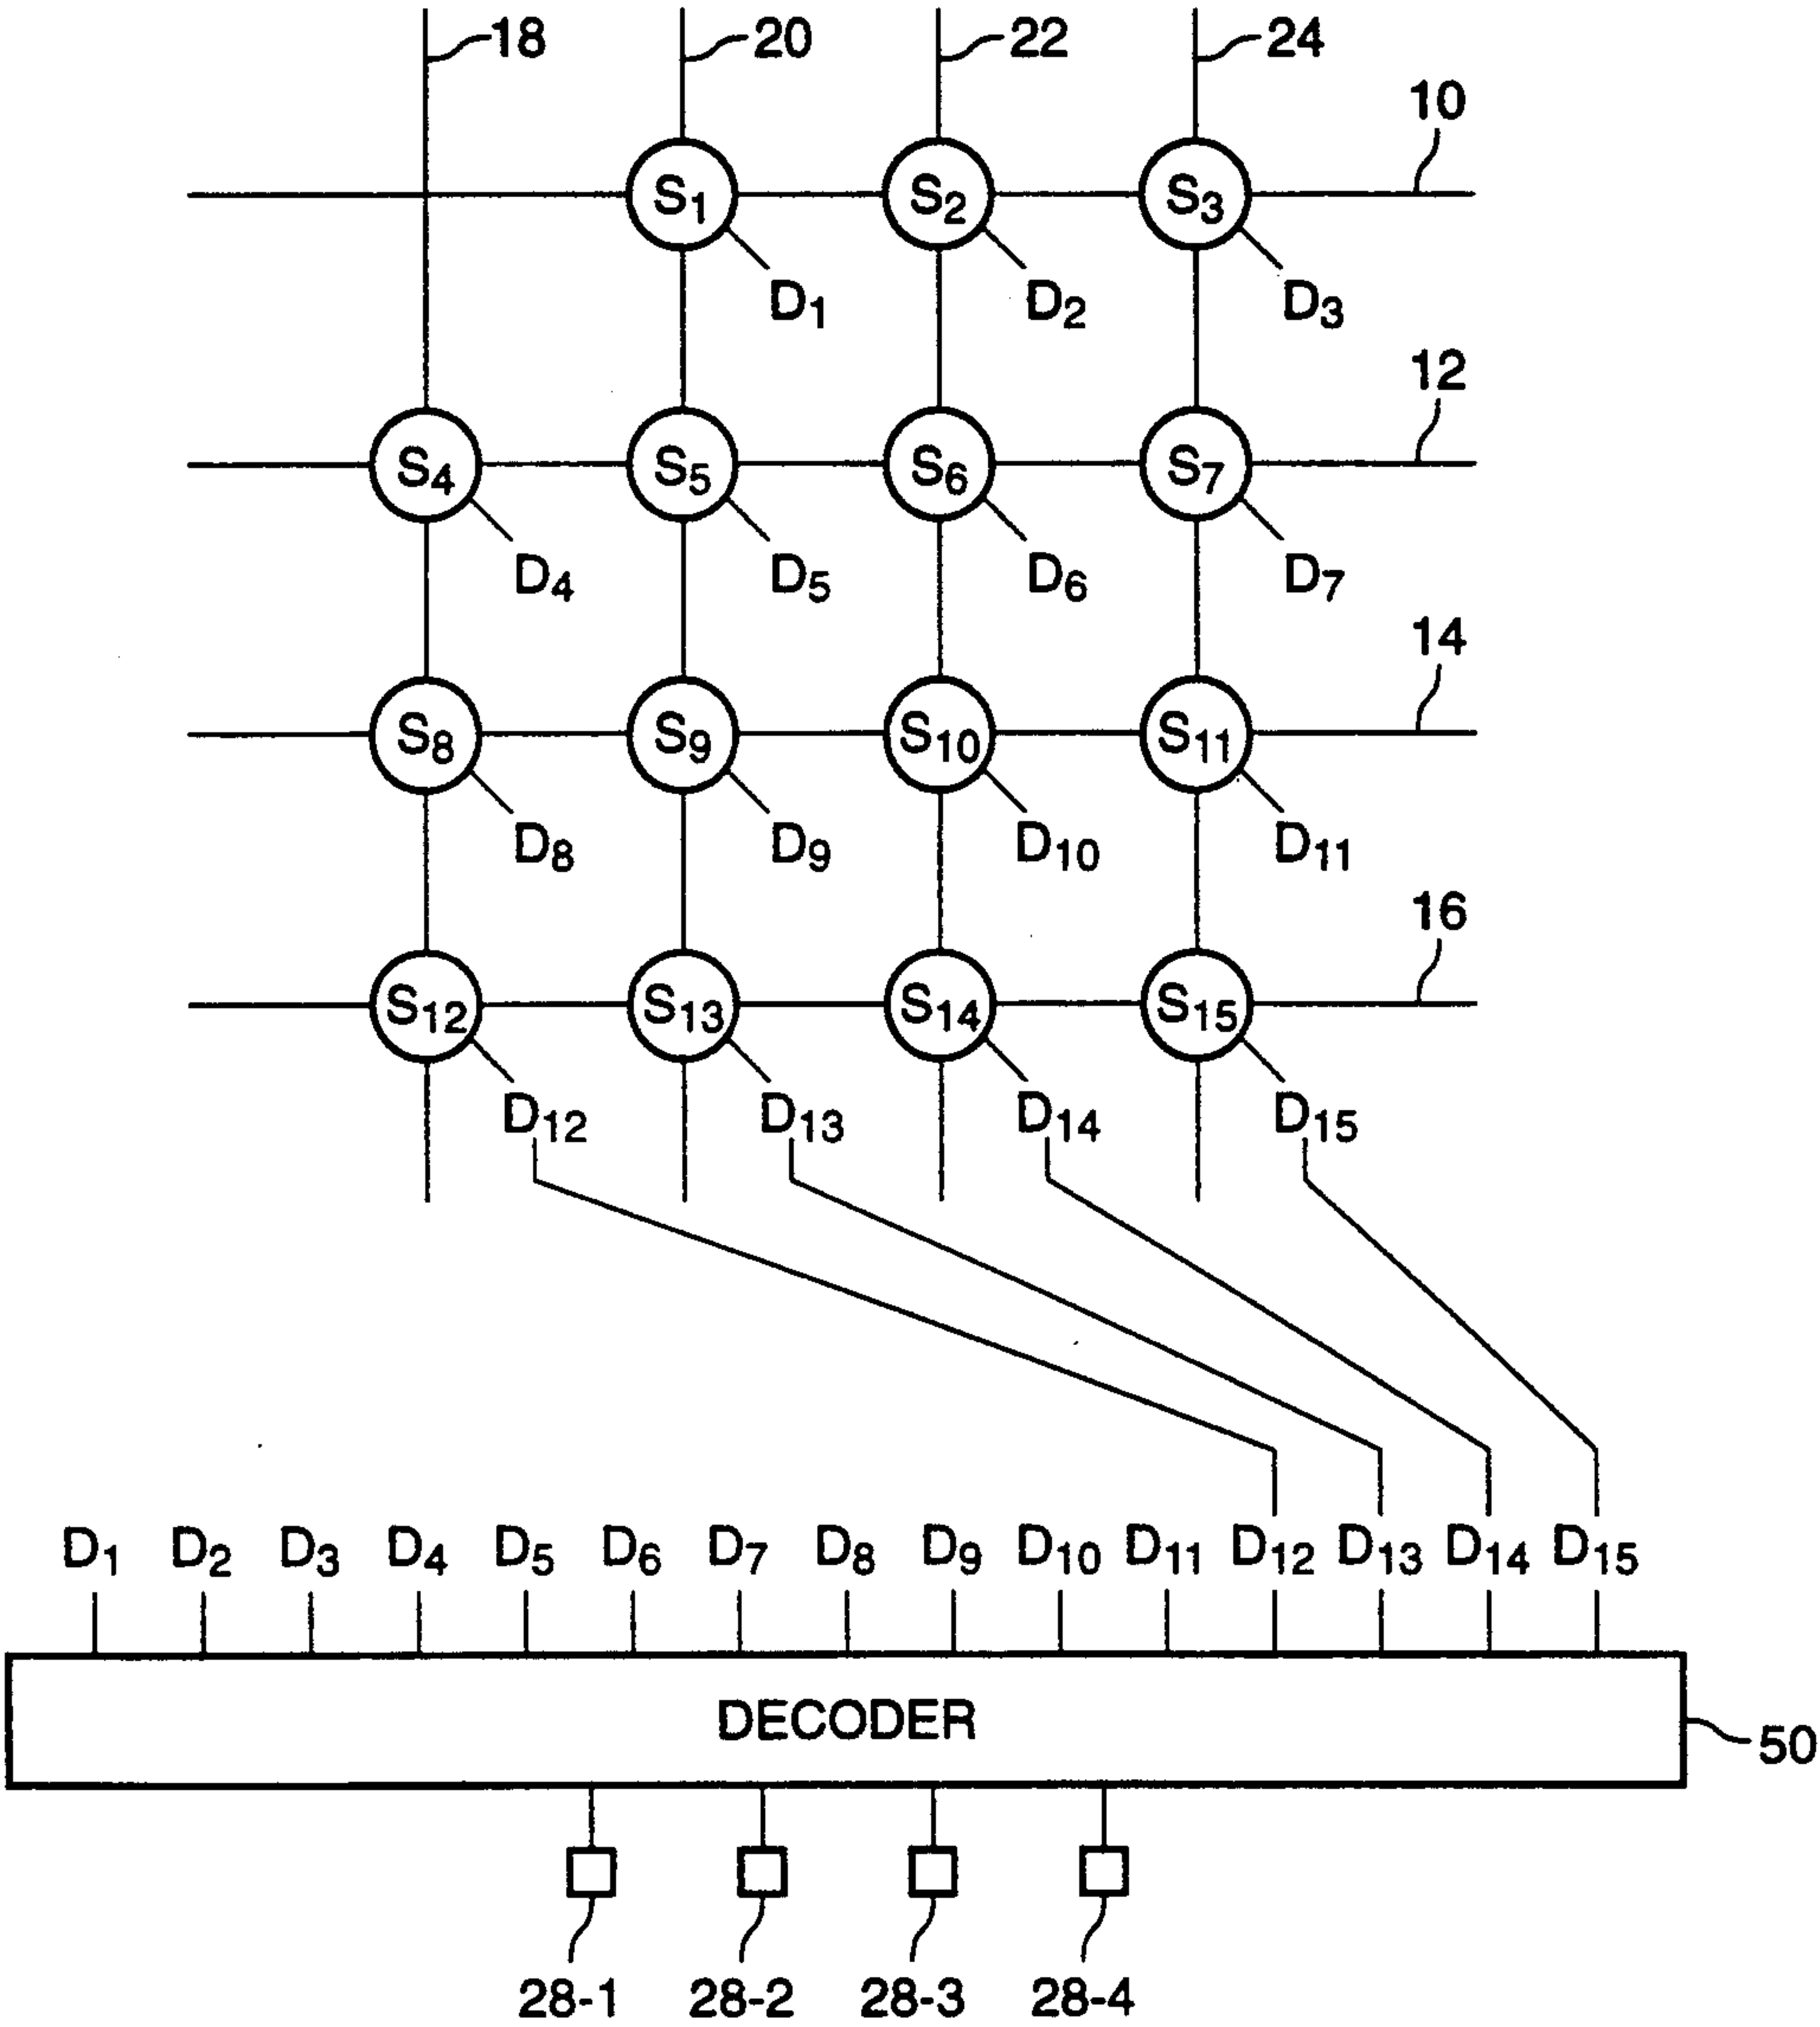 18 20 22 24
10
S1 S2 S3
D1 D2 D3
12
S4 S5 S6 S7
D4 D5 D6 D7
14
S8 S9 S10 S11
D8 D9 D10 D11
16
S12 S13 S14 S15
D12 D13 D14 D15
D1 D2 D3 D4 D5 D6 D7 D8 D9 D10 D11 D12 D13 D14 D15
DECODER
50
28-1 28-2 28-3 28-4